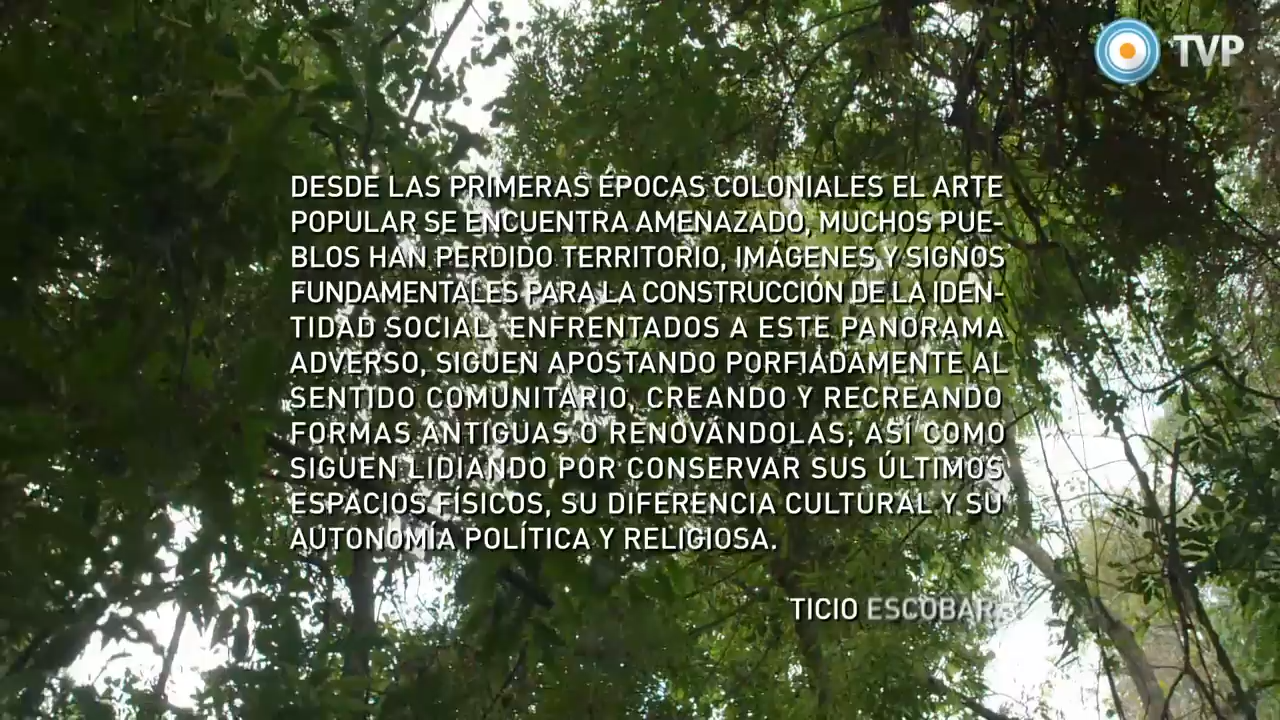 TVP
DESDE LAS PRIMERAS ÉPOCAS COLONIALES EL ARTE
POPULAR SE ENCUENTRA AMENAZADO, MUCHOS PUE-
BLOS HAN PERDIDO TERRITORIO, IMÁGENES Y SIGNOS
FUNDAMENTALES PARA LA CONSTRUCCIÓN DE LA IDEN-
TIDAD SOCIAL. ENFRENTADOS A ESTE PANORAMA
ADVERSO, SIGUEN APOSTANDO PORFIADAMENTE AL
SENTIDO COMUNITARIO, CREANDO Y RECREANDO
FORMAS ANTIGUAS O RENOVÁNDOLAS; ASÍ COMO
SIGUEN LIDIANDO POR CONSERVAR SUS ÚLTIMOS
ESPACIOS FÍSICOS, SU DIFERENCIA CULTURAL Y SU
AUTONOMÍA POLÍTICA Y RELIGIOSA.
TICIO ESCOBAR.